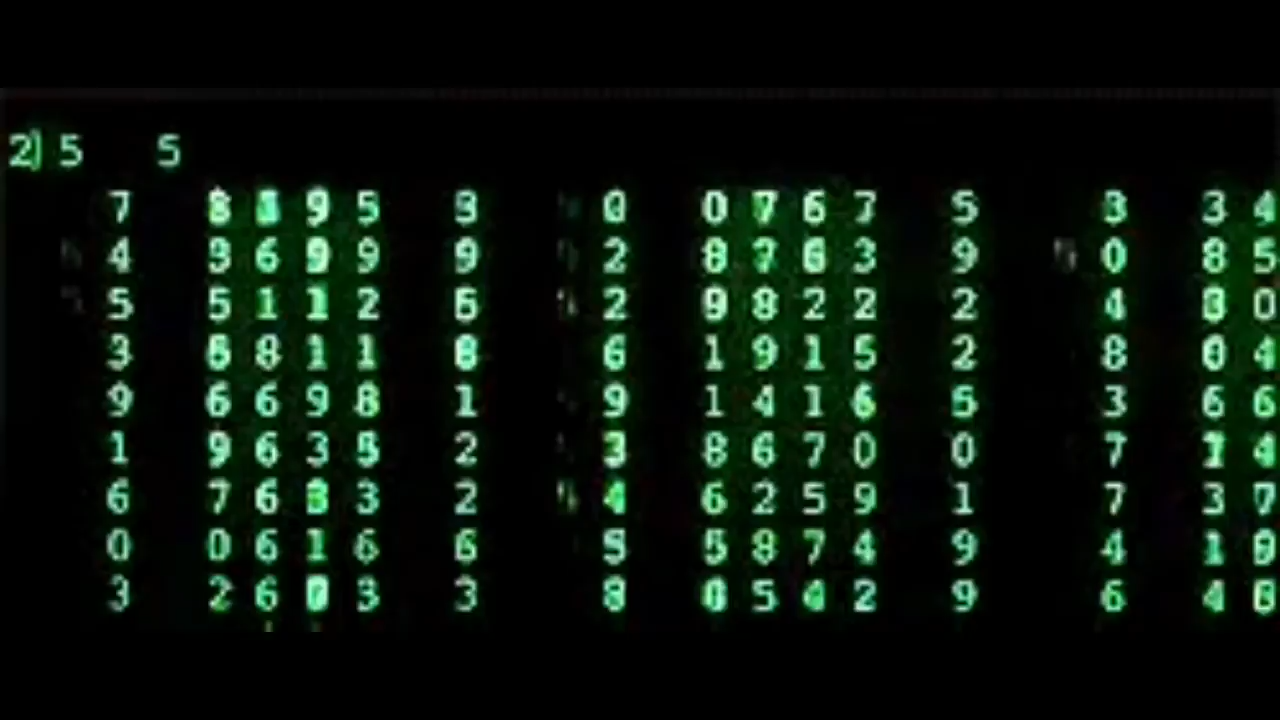 2) 5 5
7 8 8 9 5 3 0 0 7 6 7 5 3 3 4
4 9 6 9 9 9 2 8 7 6 3 9 0 8 5
5 5 1 1 2 6 2 9 8 2 2 2 4 8 0
3 6 8 1 1 8 6 1 9 1 5 2 8 0 4
9 6 6 9 8 1 9 1 4 1 6 5 3 6 6
1 9 6 3 5 2 3 8 6 7 0 0 7 1 4
6 7 6 8 3 2 4 6 2 5 9 1 7 3 7
0 0 6 1 6 6 5 5 8 7 4 9 4 1 9
3 2 6 0 3 3 8 0 5 4 2 9 6 4 8